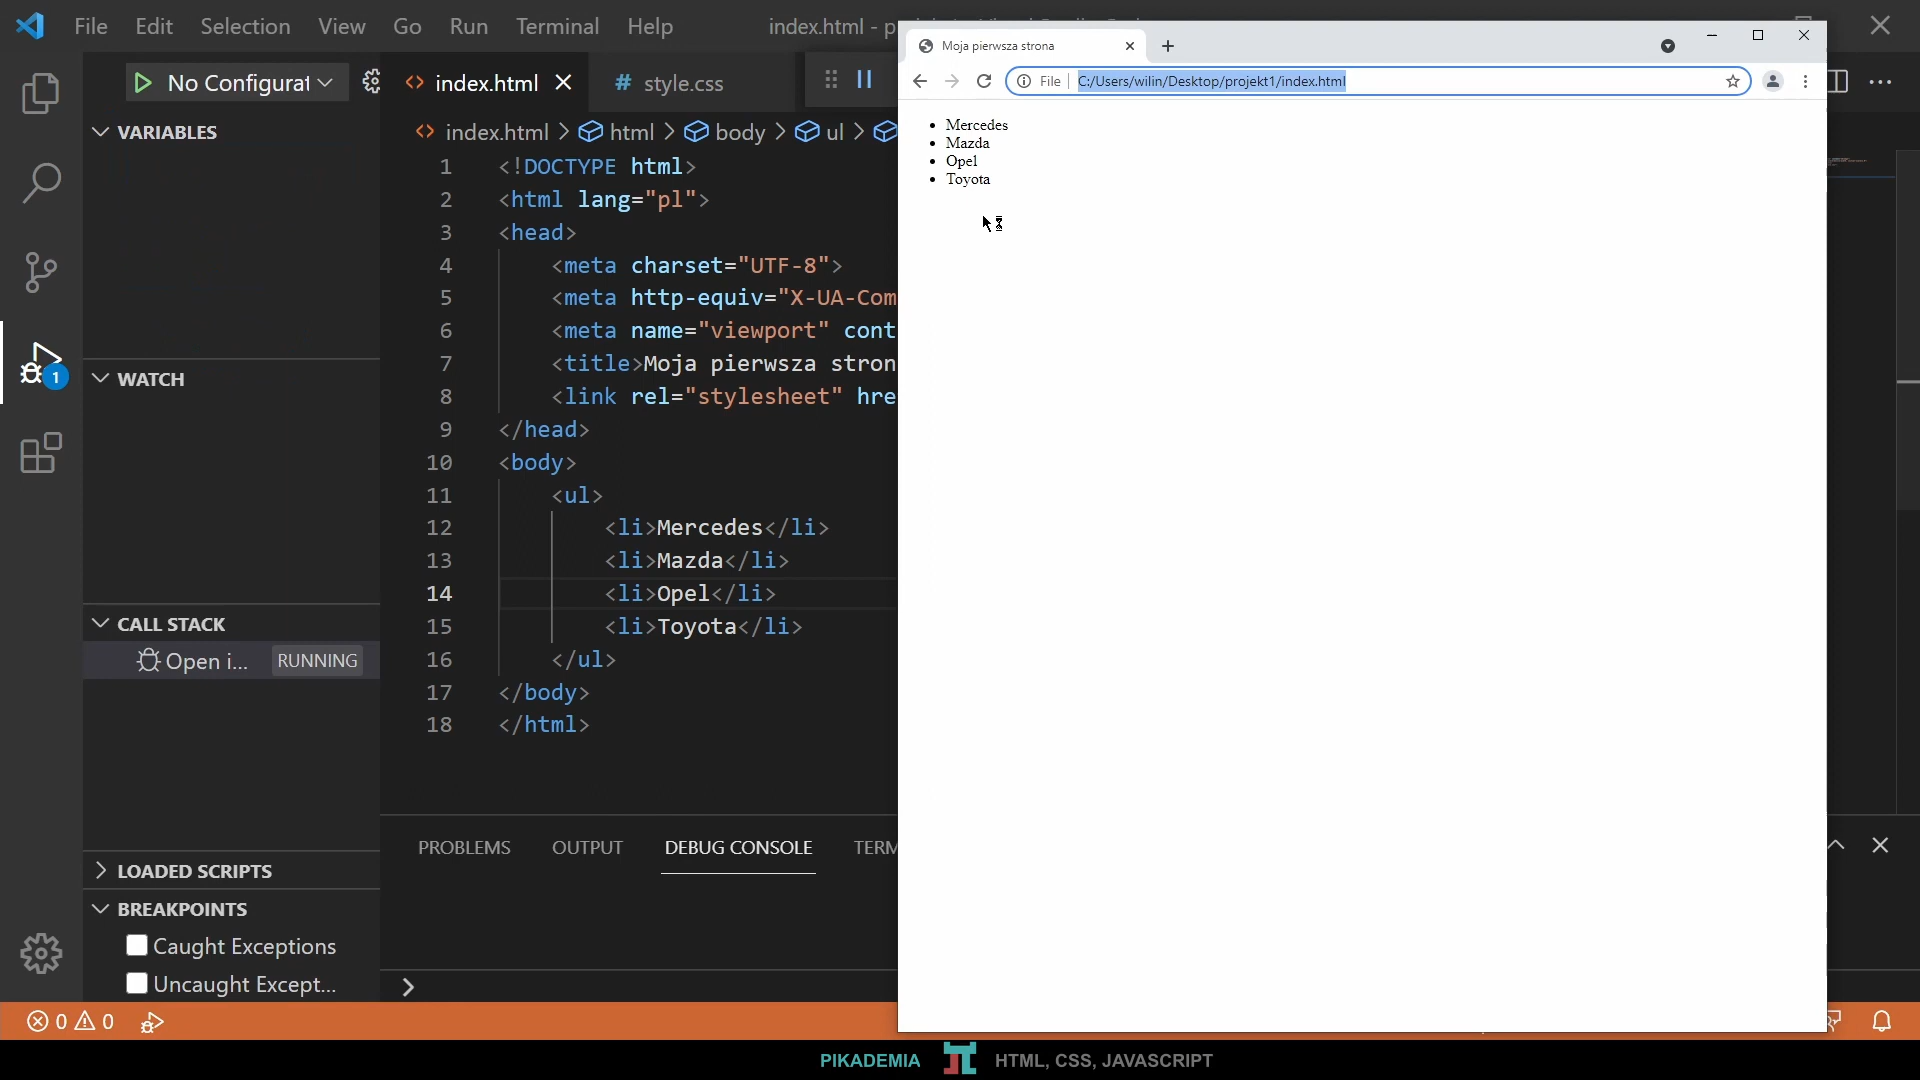 File Edit Selection View Go Run Terminal Help index.html - p
No Configurat
index.html
# style.css
index.html > html > body > ul >
VARIABLES
WATCH
CALL STACK
Open i... RUNNING
LOADED SCRIPTS
BREAKPOINTS
Caught Exceptions
Uncaught Except...
1 <!DOCTYPE html>
2 <html lang="pl">
3 <head>
4 <meta charset="UTF-8">
5 <meta http-equiv="X-UA-Com
6 <meta name="viewport" cont
7 <title>Moja pierwsza stron
8 <link rel="stylesheet" hre
9 </head>
10 <body>
11 <ul>
12 <li>Mercedes</li>
13 <li>Mazda</li>
14 <li>Opel</li>
15 <li>Toyota</li>
16 </ul>
17 </body>
18 </html>
PROBLEMS OUTPUT DEBUG CONSOLE TERM
0 0
Moja pierwsza strona
File C:/Users/wilin/Desktop/projekt1/index.html
• Mercedes
• Mazda
• Opel
• Toyota
1
PIKADEMIA HTML, CSS, JAVASCRIPT